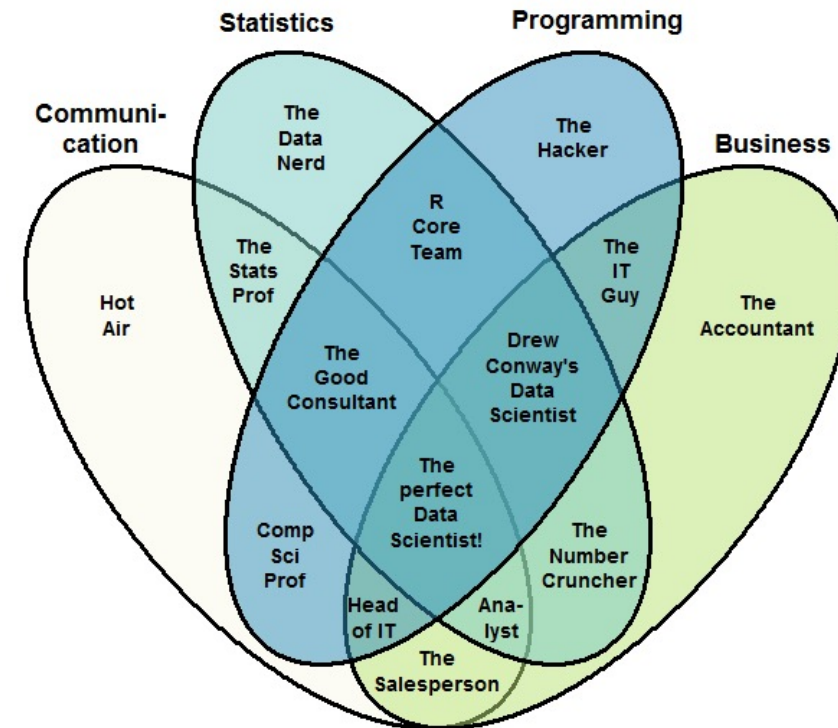 Statistics
Programming
Communi-
cation
Business
The
Data
Nerd
The
Hacker
R
Core
Team
The
Stats
Prof
The
IT
Guy
Hot
Air
The
Accountant
The
Good
Consultant
Drew
Conway's
Data
Scientist
The
perfect
Data
Scientist!
Comp
Sci
Prof
The
Number
Cruncher
Head
of IT
Ana-
lyst
The
Salesperson